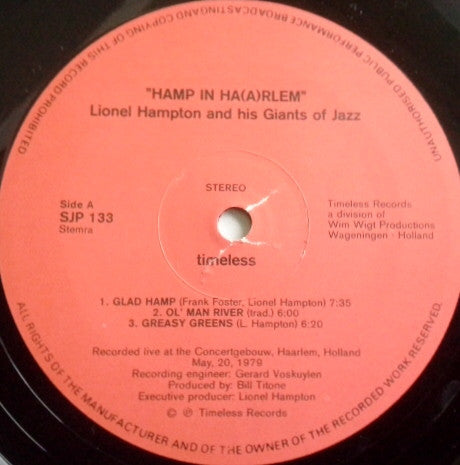 "HAMP IN HA(A)RLEM"
Lionel Hampton and his Giants of Jazz
STEREO
Side A
SJP 133
Stemra
Timeless Records
a division of
Wim Wigt Productions
Wageningen - Holland
timeless
1. GLAD HAMP (Frank Foster, Lionel Hampton) 7:35
2. OL' MAN RIVER (trad.) 6:00
3. GREASY GREENS (L. Hampton) 6:20
Recorded live at the Concertgebouw, Haarlem, Holland
May, 20, 1979
Recording engineer: Gerard Voskuylen
Produced by: Bill Titone
Executive producer: Lionel Hampton
© ℗ Timeless Records
ALL RIGHTS OF THE MANUFACTURER AND OF THE OWNER OF THE RECORDED WORK RESERVED.
UNAUTHORISED PUBLIC PERFORMANCE BROADCASTING AND COPYING OF THIS RECORD PROHIBITED